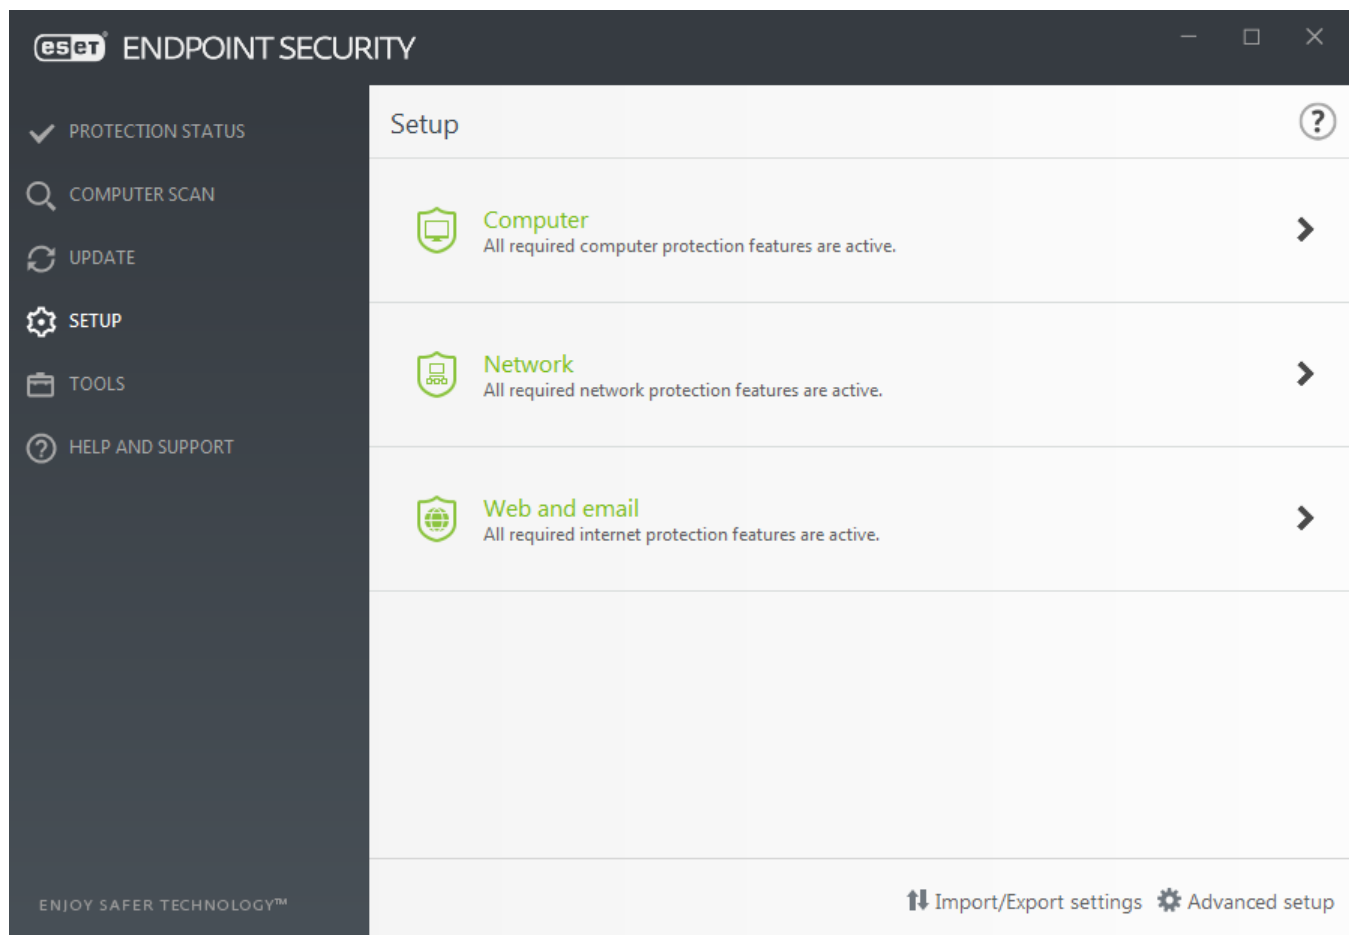 eset ENDPOINT SECURITY
PROTECTION STATUS
COMPUTER SCAN
UPDATE
SETUP
TOOLS
HELP AND SUPPORT
ENJOY SAFER TECHNOLOGY™
Setup
?
Computer
All required computer protection features are active.
Network
All required network protection features are active.
Web and email
All required internet protection features are active.
Import/Export settings Advanced setup